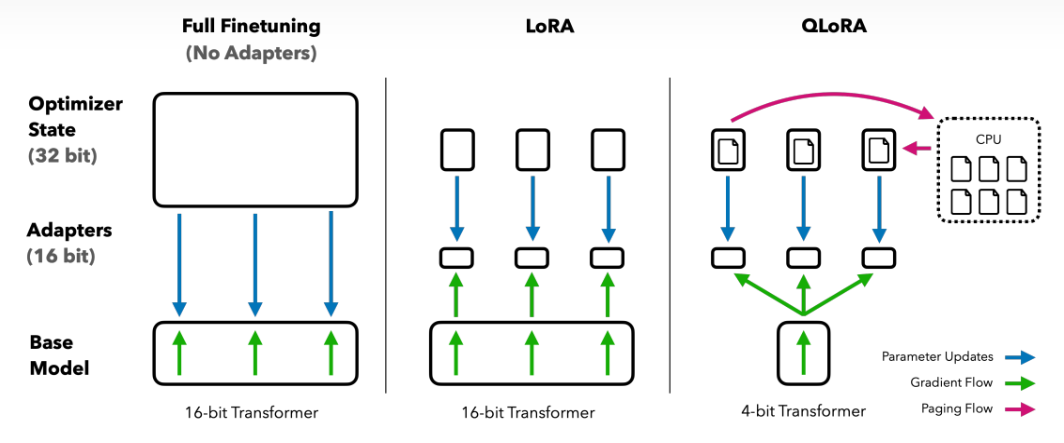 Full Finetuning
(No Adapters)
LoRA
QLoRA
Optimizer
State
(32 bit)
CPU
Adapters
(16 bit)
Base
Model
Parameter Updates
Gradient Flow
Paging Flow
16-bit Transformer
16-bit Transformer
4-bit Transformer